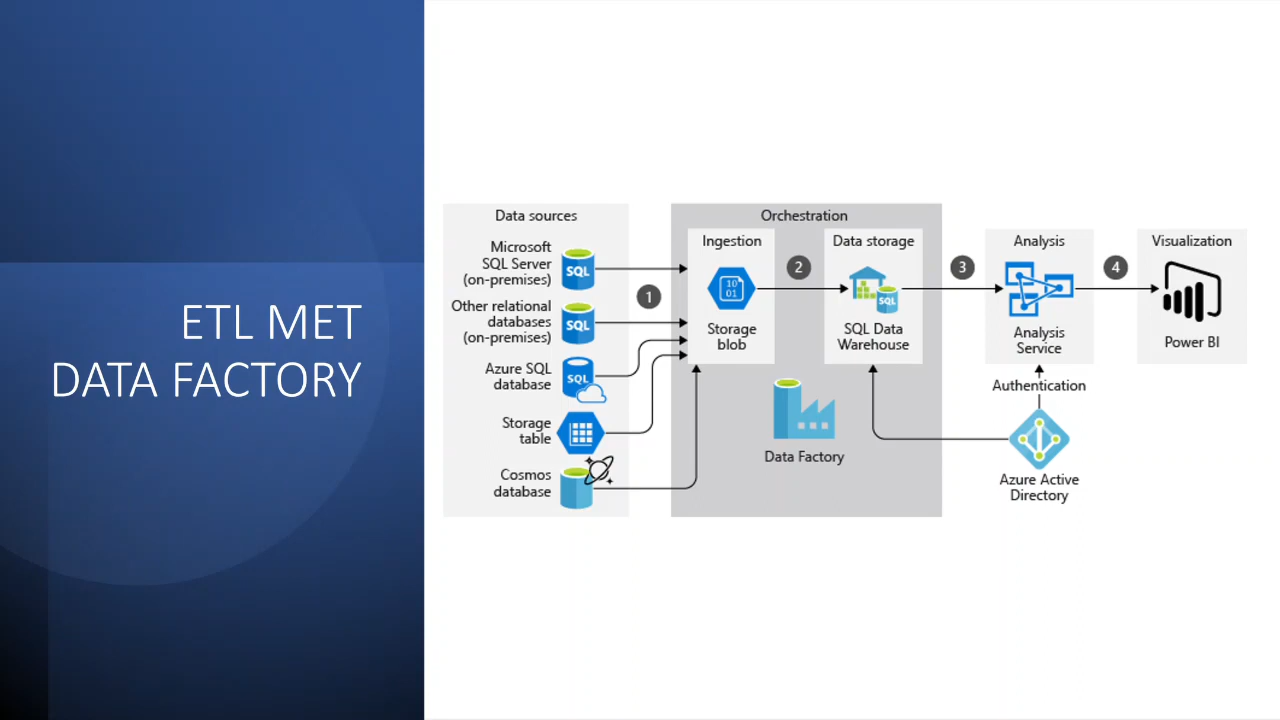 ETL MET
DATA FACTORY
Data sources
Microsoft
SQL Server
(on-premises)
SQL
Other relational
databases
(on-premises)
SQL
Azure SQL
database
SQL
Storage
table
Cosmos
database
1
Orchestration
Ingestion
10
01
Storage
blob
2
Data storage
SQL
SQL Data
Warehouse
Data Factory
3
Analysis
Analysis
Service
Authentication
Azure Active
Directory
4
Visualization
Power BI